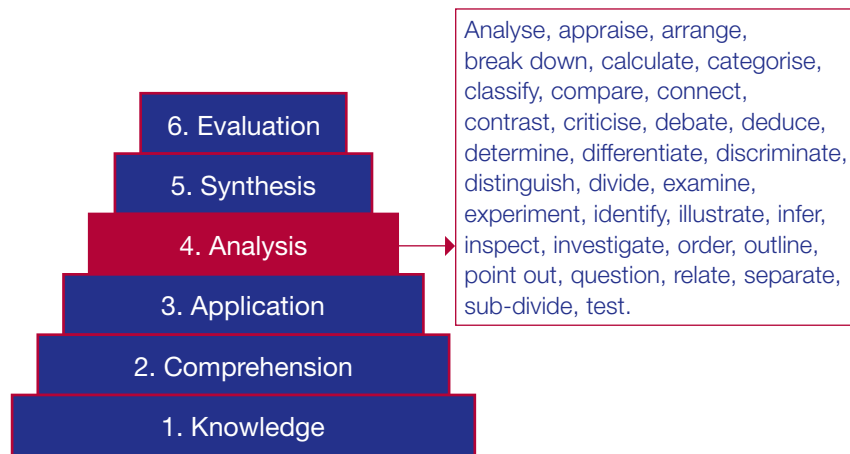 6. Evaluation
5. Synthesis
4. Analysis
3. Application
2. Comprehension
1. Knowledge
Analyse, appraise, arrange,
break down, calculate, categorise,
classify, compare, connect,
contrast, criticise, debate, deduce,
determine, differentiate, discriminate,
distinguish, divide, examine,
experiment, identify, illustrate, infer,
inspect, investigate, order, outline,
point out, question, relate, separate,
sub-divide, test.